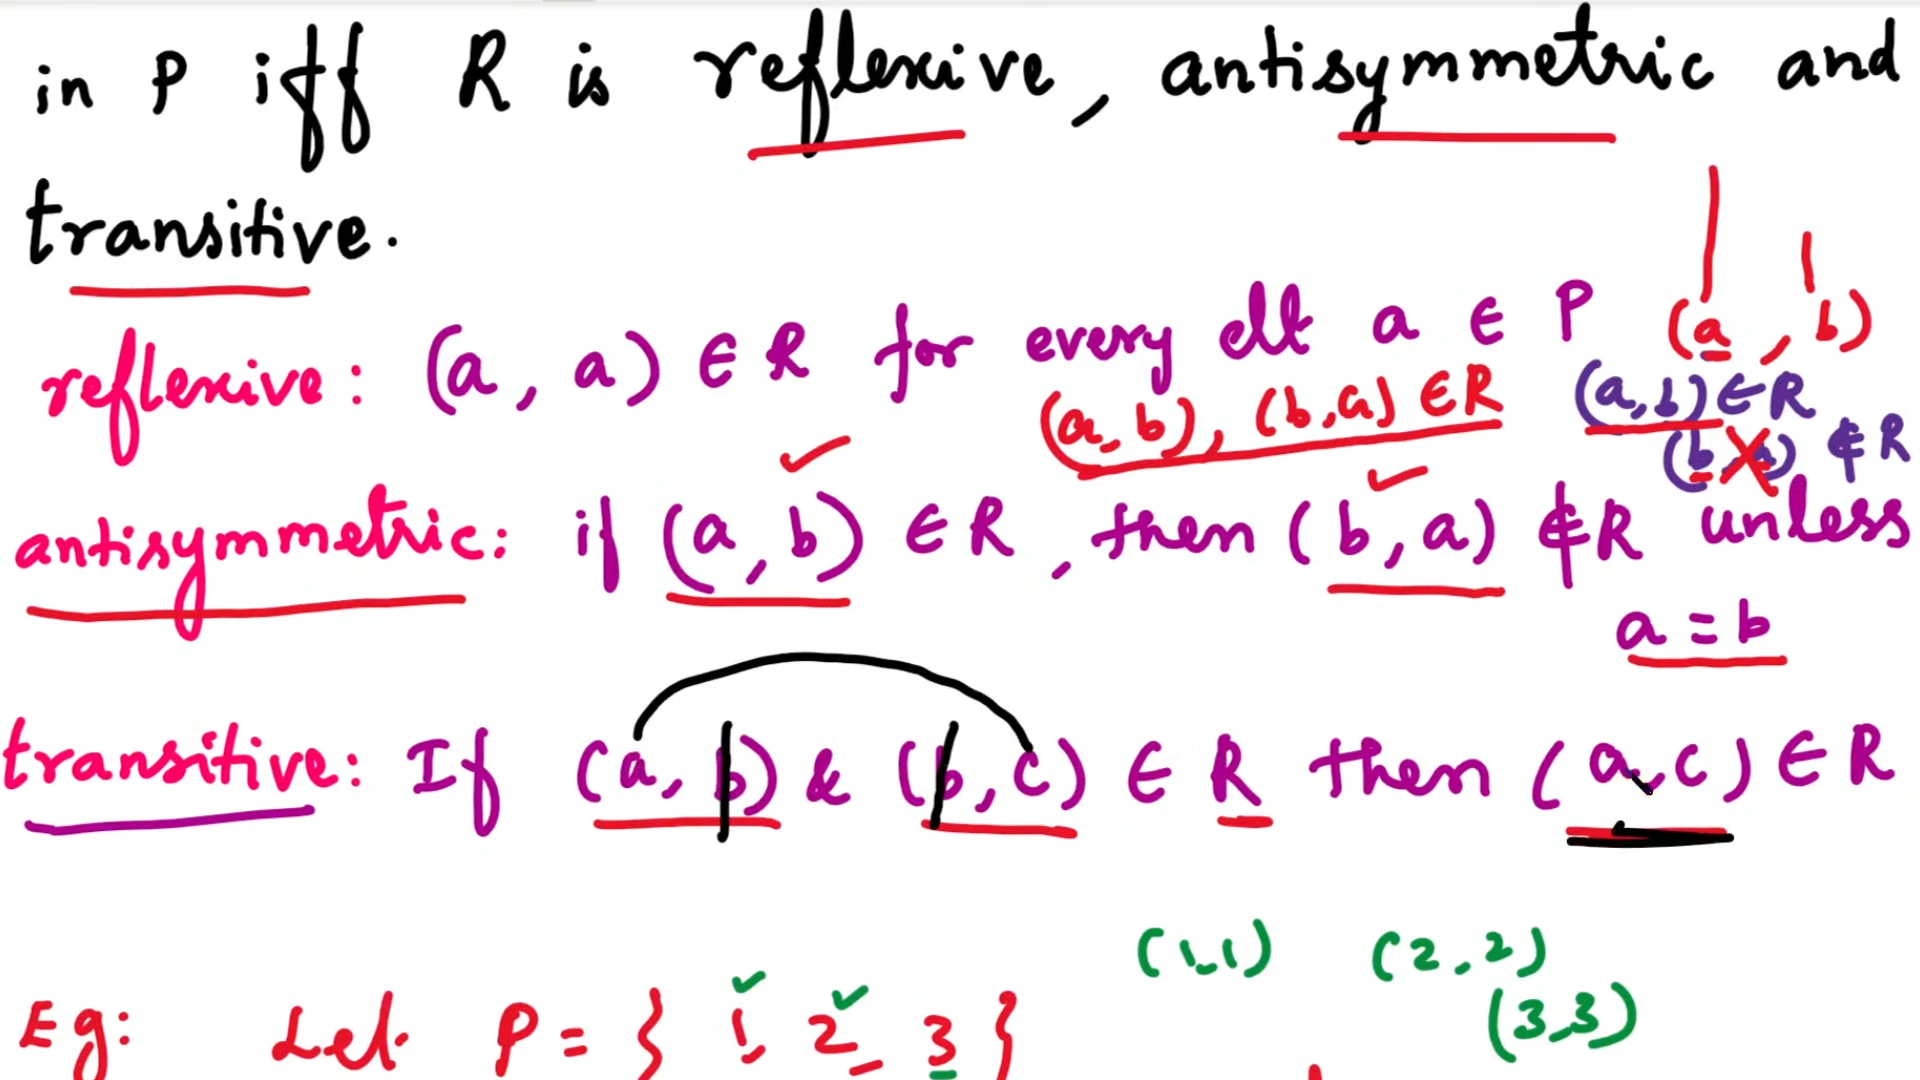 in P iff R is reflexive, antisymmetric and
transitive.
reflexive: (a, a) ∈ R for every elt a ∈ P
(a, b)
(a, b), (b, a) ∈ R
(a, b) ∈ R
(b, a) ∉ R
antisymmetric: if (a, b) ∈ R, then (b, a) ∉ R unless
a = b
transitive: If (a, b) & (b, c) ∈ R then (a, c) ∈ R
(1, 1) (2, 2)
(3, 3)
Eg: Let P = { 1, 2, 3 }